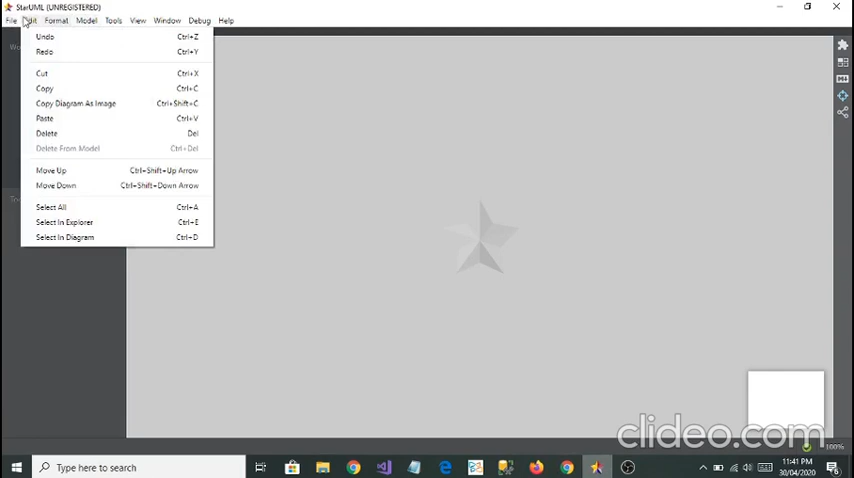 StarUML (UNREGISTERED)
File Edit Format Model Tools View Window Debug Help
Undo Ctrl+Z
Redo Ctrl+Y
Cut Ctrl+X
Copy Ctrl+C
Copy Diagram As Image Ctrl+Shift+C
Paste Ctrl+V
Delete Del
Delete From Model Ctrl+Del
Move Up Ctrl+Shift+Up Arrow
Move Down Ctrl+Shift+Down Arrow
Select All Ctrl+A
Select In Explorer Ctrl+E
Select In Diagram Ctrl+D
clideo.com
100%
Type here to search
11:41 PM
30/04/2020